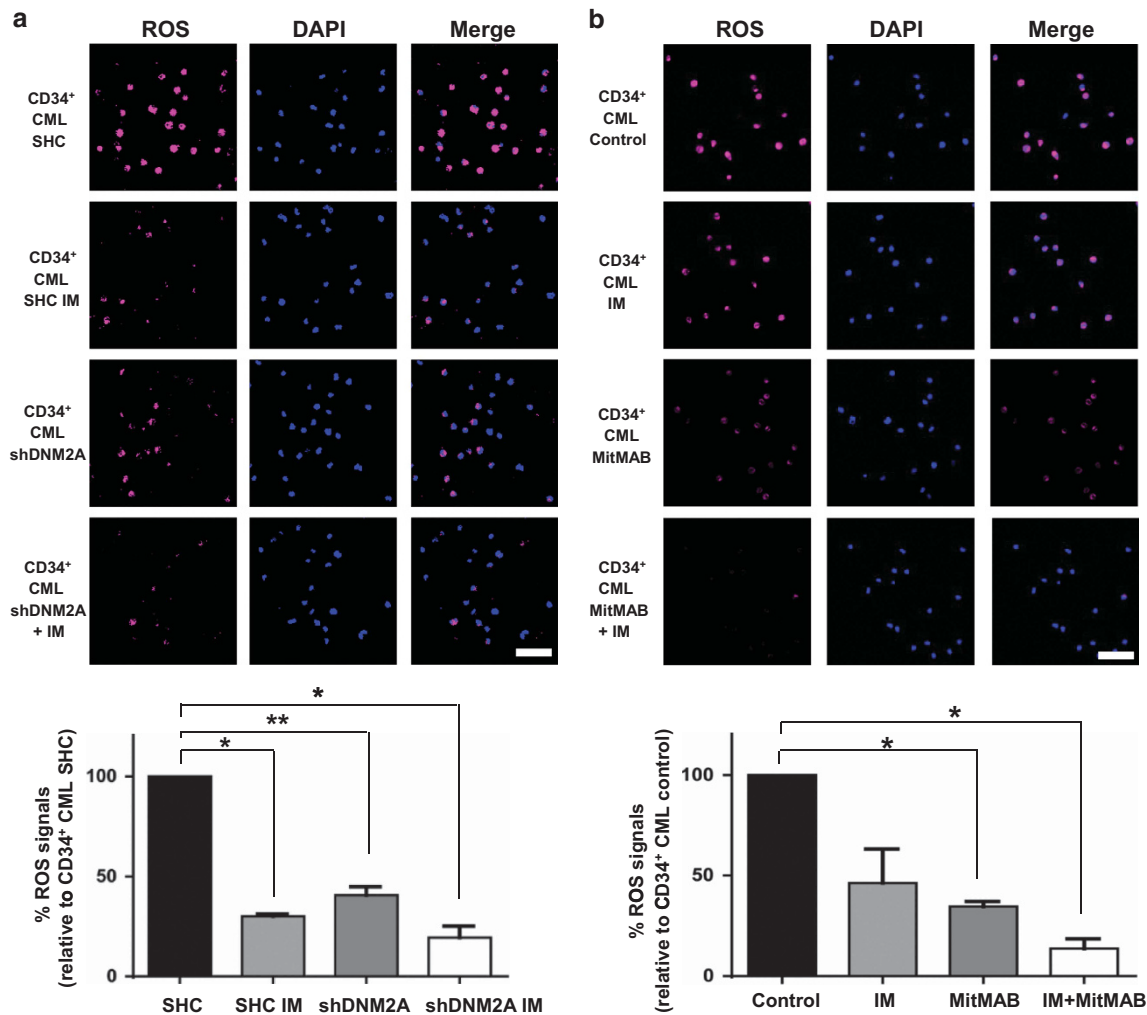 a
ROS DAPI Merge
CD34⁺
CML
SHC
CD34⁺
CML
SHC IM
CD34⁺
CML
shDNM2A
CD34⁺
CML
shDNM2A
+ IM
% ROS signals
(relative to CD34⁺ CML SHC)
100
50
0
*
**
*
SHC SHC IM shDNM2A shDNM2A IM
b
ROS DAPI Merge
CD34⁺
CML
Control
CD34⁺
CML
IM
CD34⁺
CML
MitMAB
CD34⁺
CML
MitMAB
+ IM
% ROS signals
(relative to CD34⁺ CML control)
100
50
0
*
*
Control IM MitMAB IM+MitMAB